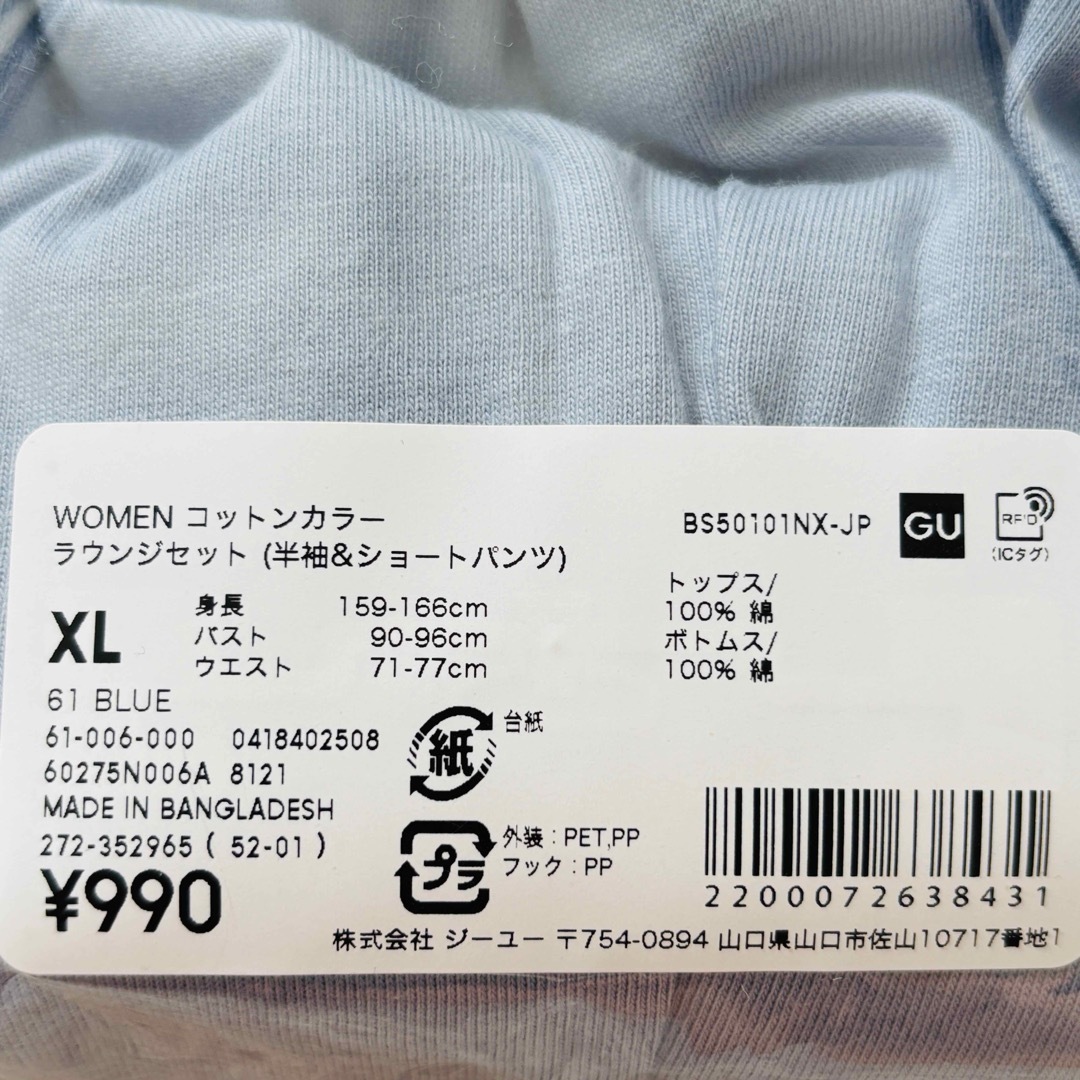 WOMEN コットンカラー
ラウンジセット (半袖&ショートパンツ)
BS50101NX-JP
GU
RFID
(ICタグ)
XL
身長 159-166cm
バスト 90-96cm
ウエスト 71-77cm
トップス/
100% 綿
ボトムス/
100% 綿
61 BLUE
61-006-000 0418402508
60275N006A 8121
MADE IN BANGLADESH
272-352965 ( 52-01 )
¥990
紙
台紙
プラ
外装:PET,PP
フック:PP
2200072638431
株式会社 ジーユー 〒754-0894 山口県山口市佐山10717番地1